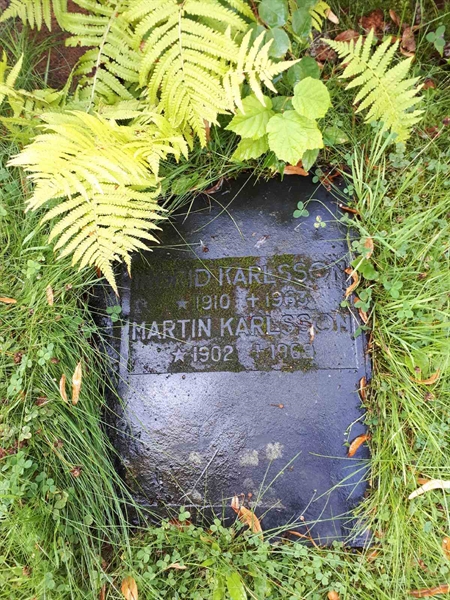 KARLSSON
★ 1910 ✝
MARTIN KARLSSON
★ 1902 ✝